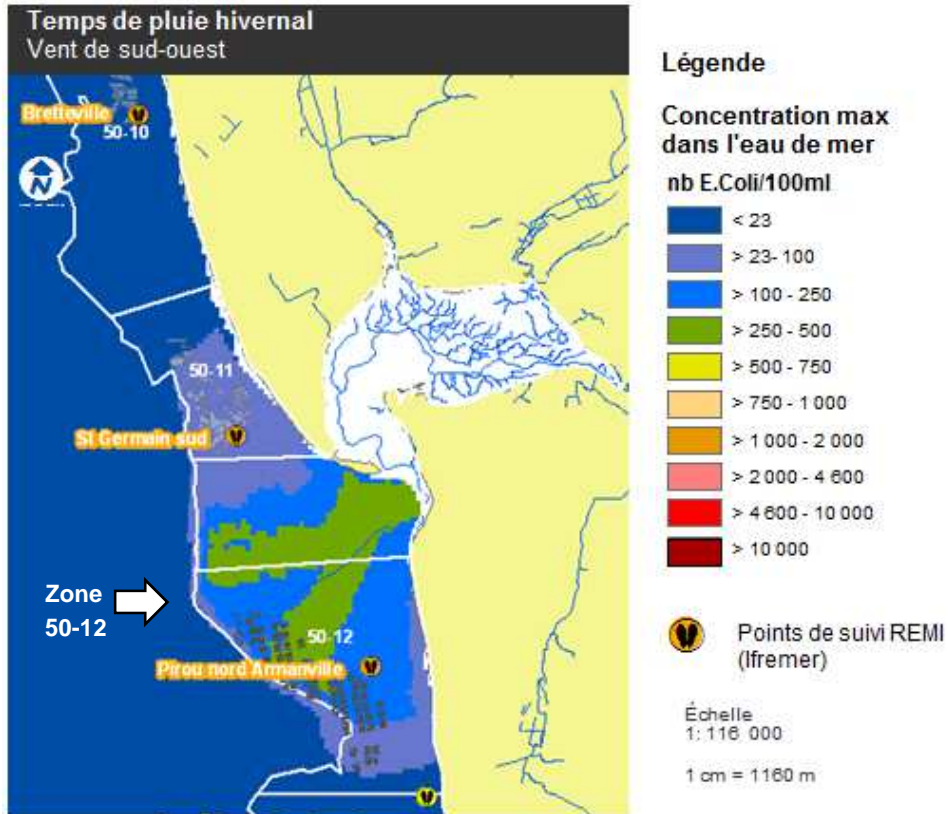 Temps de pluie hivernal
Vent de sud-ouest
Bretteville
50-10
N
50-11
St Germain sud
Zone
50-12
50-12
Pirou nord Armanville
Légende
Concentration max
dans l'eau de mer
nb E.Coli/100ml
< 23
> 23- 100
> 100 - 250
> 250 - 500
> 500 - 750
> 750 - 1 000
> 1 000 - 2 000
> 2 000 - 4 600
> 4 600 - 10 000
> 10 000
Points de suivi REMI
(Ifremer)
Échelle
1: 116 000
1 cm = 1160 m